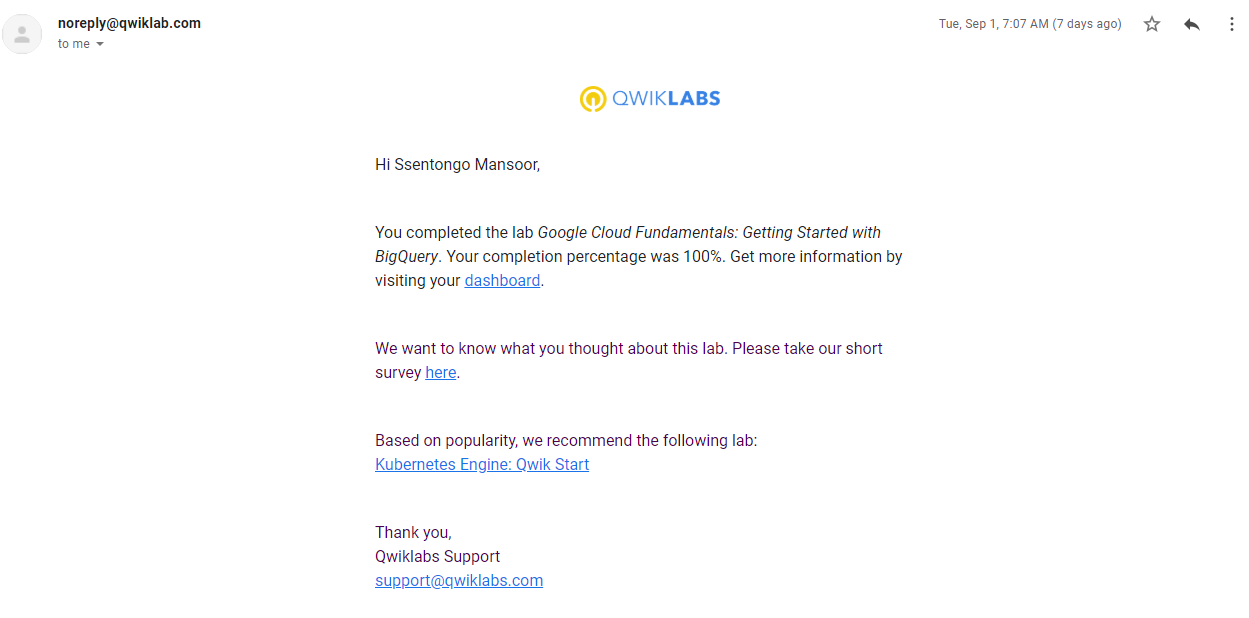 noreply@qwiklab.com
Tue, Sep 1, 7:07 AM (7 days ago)
to me
QWIKLABS
Hi Ssentongo Mansoor,
You completed the lab Google Cloud Fundamentals: Getting Started with
BigQuery. Your completion percentage was 100%. Get more information by
visiting your dashboard.
We want to know what you thought about this lab. Please take our short
survey here.
Based on popularity, we recommend the following lab:
Kubernetes Engine: Qwik Start
Thank you,
Qwiklabs Support
support@qwiklabs.com